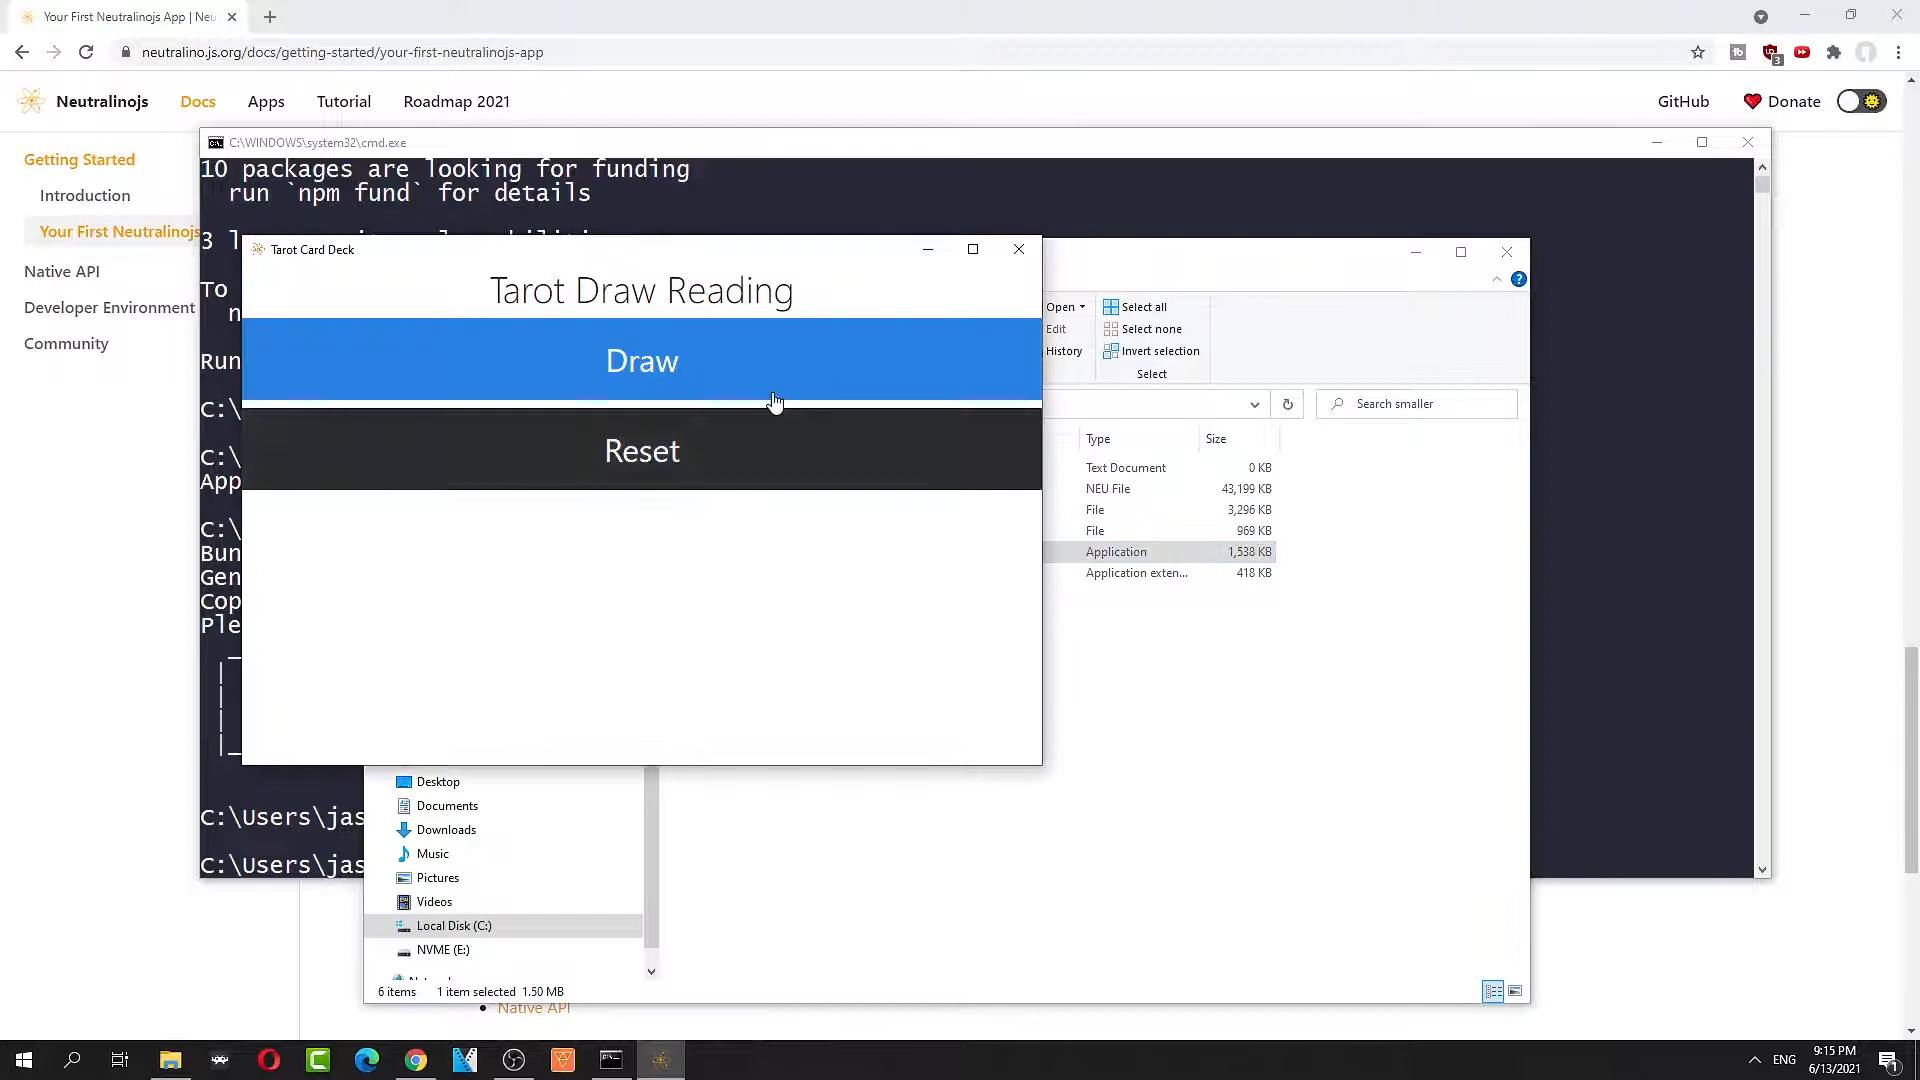 Your First Neutralinojs App | Neu
neutralino.js.org/docs/getting-started/your-first-neutralinojs-app
3
Neutralinojs
Docs
Apps
Tutorial
Roadmap 2021
GitHub
Donate
Getting Started
Introduction
Your First Neutralinojs
Native API
Developer Environment
Community
C:\WINDOWS\system32\cmd.exe
10 packages are looking for funding
run `npm fund` for details
3 l
To
n
Run
C:\
C:\
App
C:\
Bun
Gen
Cop
Ple
C:\Users\jas
C:\Users\jas
Tarot Card Deck
Tarot Draw Reading
Draw
Reset
Open
Edit
History
Select all
Select none
Invert selection
Select
Search smaller
Type Size
Text Document 0 KB
NEU File 43,199 KB
File 3,296 KB
File 969 KB
Application 1,538 KB
Application exten... 418 KB
Desktop
Documents
Downloads
Music
Pictures
Videos
Local Disk (C:)
NVME (E:)
6 items 1 item selected 1.50 MB
Native API
ENG
9:15 PM
6/13/2021
1